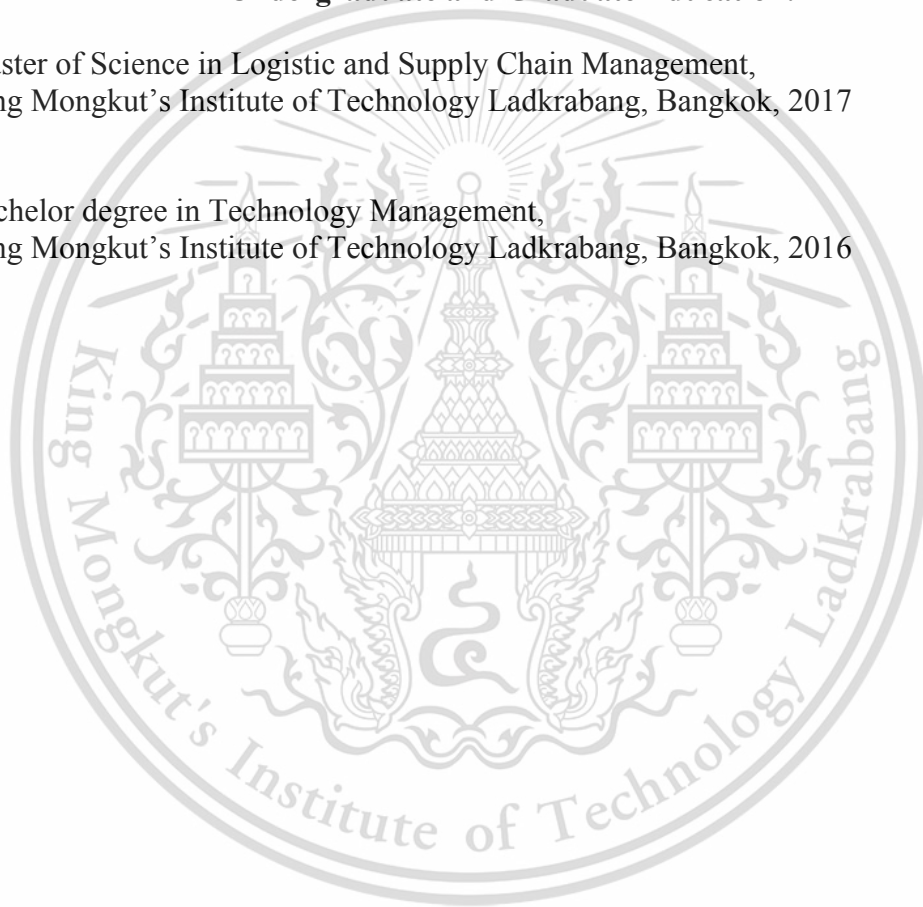 ster of Science in Logistic and Supply Chain Management,
ng Mongkut's Institute of Technology Ladkrabang, Bangkok, 2017
chelor degree in Technology Management,
ng Mongkut's Institute of Technology Ladkrabang, Bangkok, 2016
King Mongkut's Institute of Technology Ladkrabang